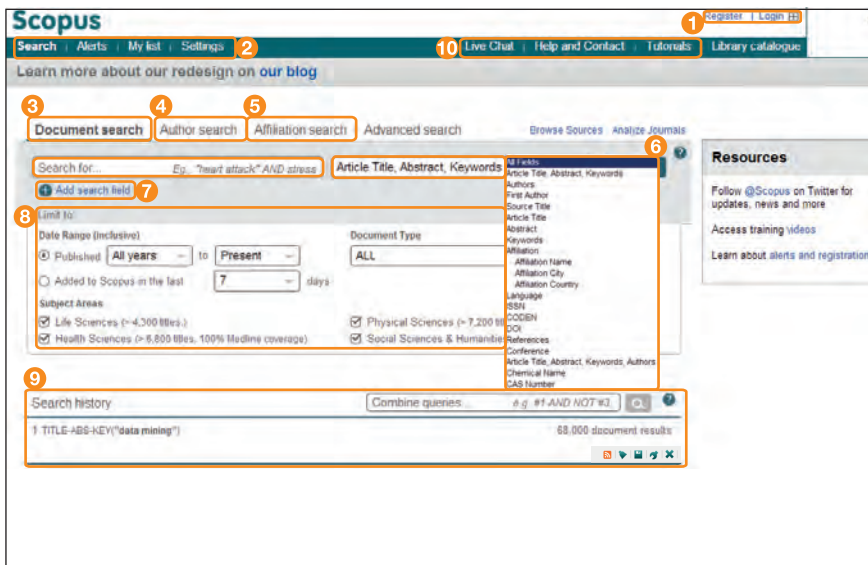 Scopus
1
Register | Login
Search | Alerts | My list | Settings
2
10
Live Chat | Help and Contact | Tutorials
Library catalogue
Learn more about our redesign on our blog
3
4
5
Document search
Author search
Affiliation search
Advanced search
Browse Sources
Analize Journals
6
Search for...
Eg., "heart attack" AND stress
Article Title, Abstract, Keywords
Add search field
7
8
Limit to:
Date Range (inclusive)
Document Type
Published
All years
to
Present
ALL
Added to Scopus in the last
7
days
Subject Areas
Life Sciences (> 4,300 titles.)
Physical Sciences (> 7,200 tit
Health Sciences (> 6,800 titles. 100% Medline coverage)
Social Sciences & Humanitie
All Fields
Article Title, Abstract, Keywords
Authors
First Author
Source Title
Article Title
Abstract
Keywords
Affiliation
Affiliation Name
Affiliation City
Affiliation Country
Language
ISSN
CODEN
DOI
References
Conference
Article Title, Abstract, Keywords, Authors
Chemical Name
CAS Number
Resources
Follow @Scopus on Twitter for
updates, news and more
Access training videos
Learn about alerts and registration
9
Search history
Combine queries...
e.g. #1 AND NOT #3
1 TITLE-ABS-KEY("data mining")
68,000 document results